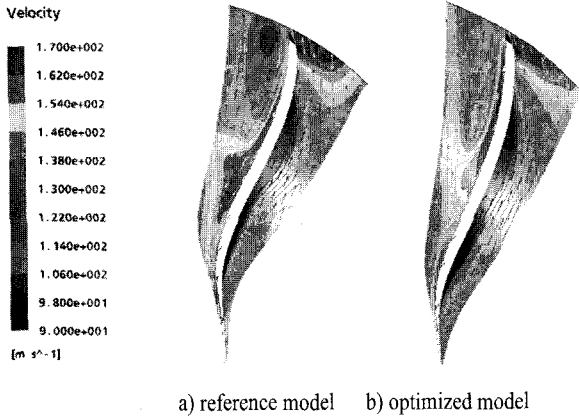 Velocity
1.700e+002
1.620e+002
1.540e+002
1.460e+002
1.380e+002
1.300e+002
1.220e+002
1.140e+002
1.060e+002
9.800e+001
9.000e+001
[m s^-1]
a) reference model b) optimized model